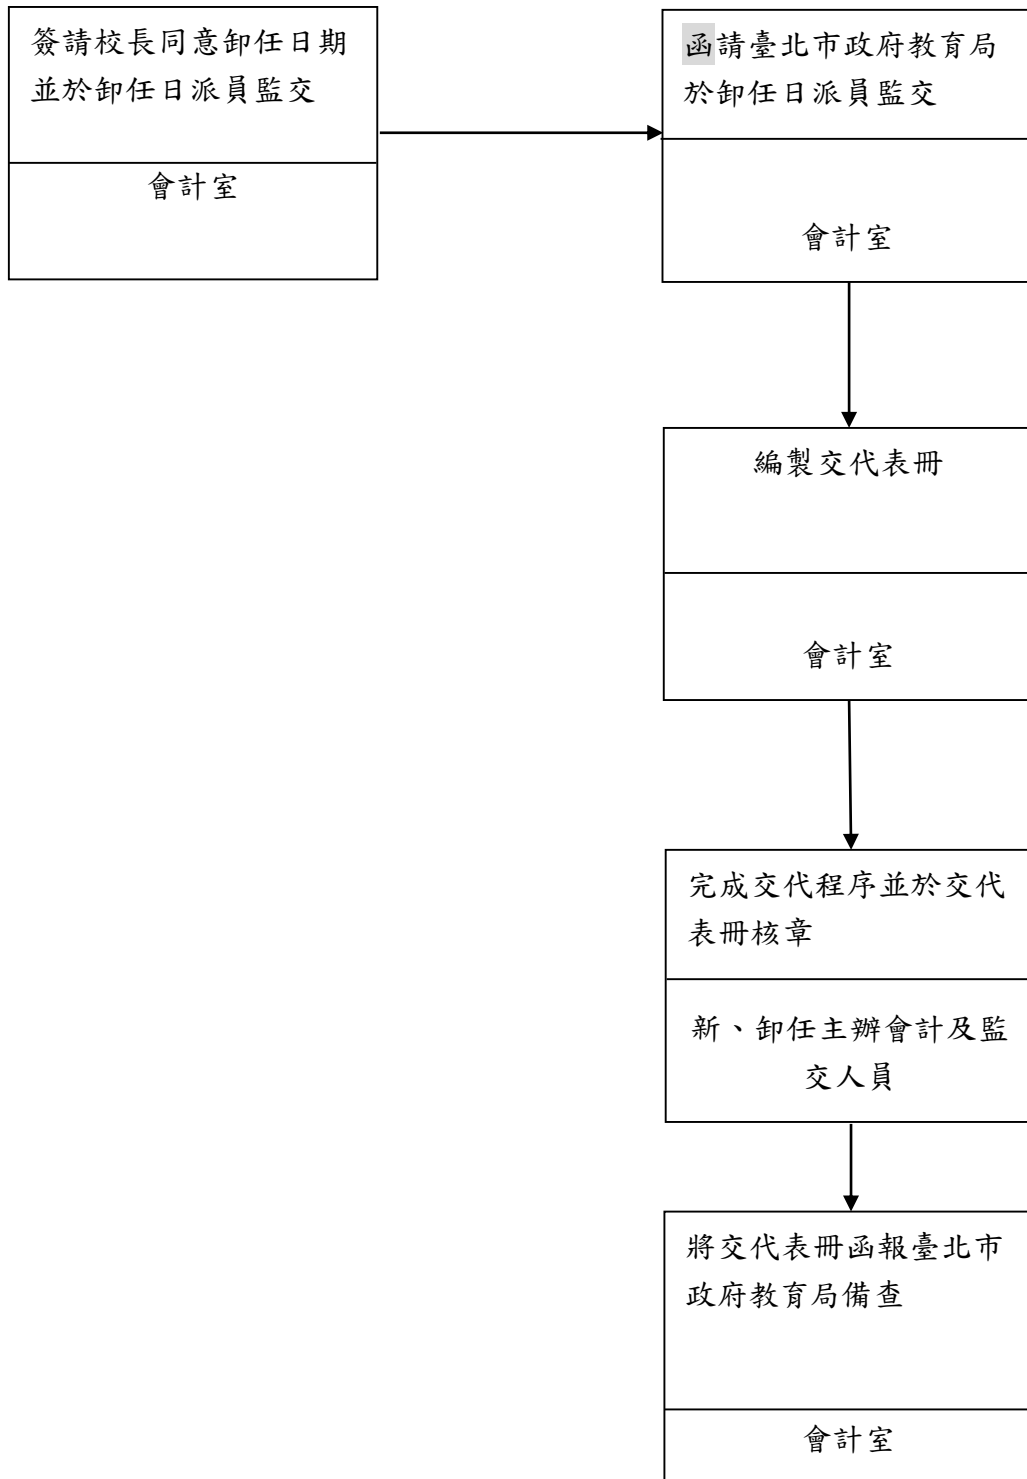 簽請校長同意卸任日期
並於卸任日派員監交
會計室
函請臺北市政府教育局
於卸任日派員監交
會計室
編製交代表冊
會計室
完成交代程序並於交代
表冊核章
新、卸任主辦會計及監
交人員
將交代表冊函報臺北市
政府教育局備查
會計室